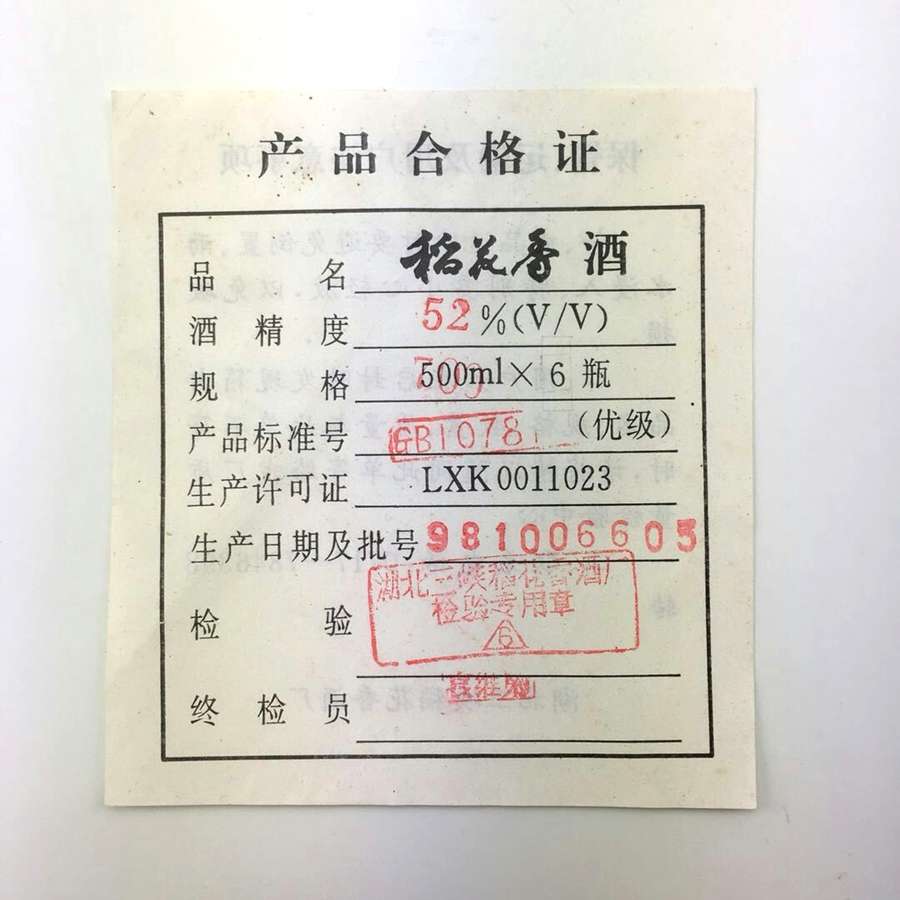 产品合格证
品名 稻花香酒
酒精度 52%(V/V)
规格 500ml×6瓶
产品标准号 GB10781 (优级)
生产许可证 LXK0011023
生产日期及批号 981006603
检验 湖北三峡稻花香酒厂
检验专用章
6
终检员